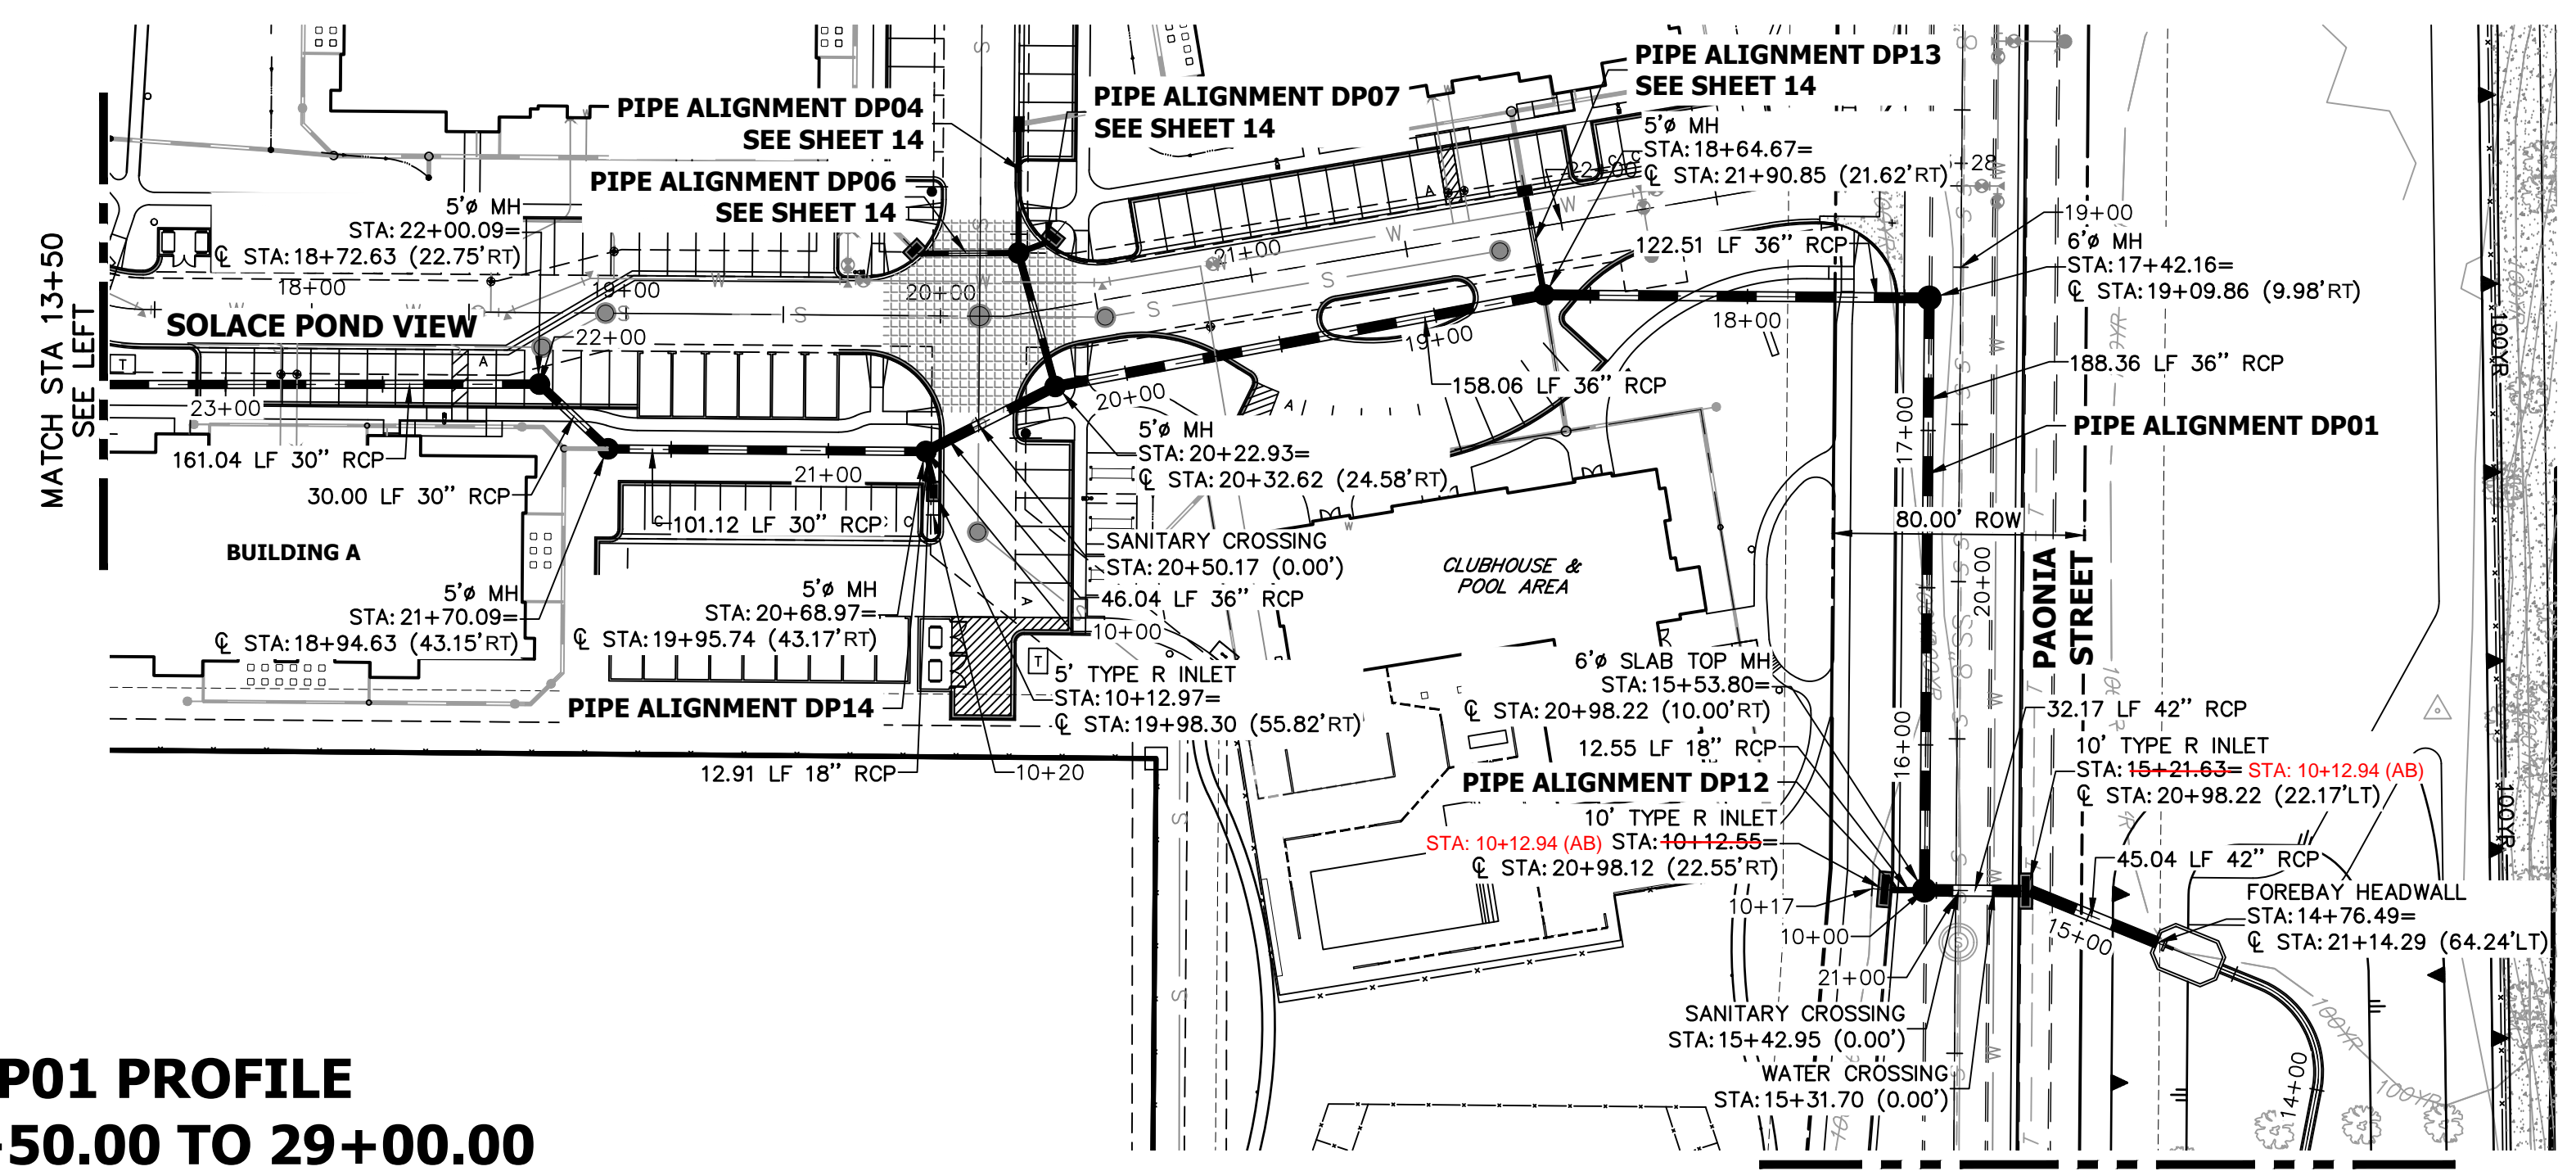 PIPE ALIGNMENT DP13
SEE SHEET 14
PIPE ALIGNMENT DP04
SEE SHEET 14
PIPE ALIGNMENT DP07
SEE SHEET 14
PIPE ALIGNMENT DP06
SEE SHEET 14
5'ø MH
STA:18+64.67=
℄ STA:21+90.85 (21.62'RT)
22+00
+28
5'ø MH
STA:22+00.09=
℄ STA:18+72.63 (22.75'RT)
MATCH STA 13+50
SEE LEFT
18+00
19+00
20+00
21+00
122.51 LF 36" RCP
19+00
6'ø MH
STA:17+42.16=
℄ STA:19+09.86 (9.98'RT)
SOLACE POND VIEW
22+00
18+00
19+00
188.36 LF 36" RCP
158.06 LF 36" RCP
20+00
23+00
17+00
PIPE ALIGNMENT DP01
161.04 LF 30" RCP
30.00 LF 30" RCP
21+00
101.12 LF 30" RCP
5'ø MH
STA:20+22.93=
℄ STA:20+32.62 (24.58'RT)
80.00' ROW
BUILDING A
SANITARY CROSSING
STA:20+50.17 (0.00')
46.04 LF 36" RCP
10+00
CLUBHOUSE &
POOL AREA
20+00
PAONIA
STREET
5'ø MH
STA:21+70.09=
℄ STA:18+94.63 (43.15'RT)
5'ø MH
STA:20+68.97=
℄ STA:19+95.74 (43.17'RT)
PIPE ALIGNMENT DP14
5' TYPE R INLET
STA:10+12.97=
℄ STA:19+98.30 (55.82'RT)
12.91 LF 18" RCP
10+20
6'ø SLAB TOP MH
STA:15+53.80=
℄ STA:20+98.22 (10.00'RT)
12.55 LF 18" RCP
PIPE ALIGNMENT DP12
10' TYPE R INLET
STA: 10+12.94 (AB) STA:10+12.55=
℄ STA:20+98.12 (22.55'RT)
16+00
32.17 LF 42" RCP
10' TYPE R INLET
STA:15+21.63= STA: 10+12.94 (AB)
℄ STA:20+98.22 (22.17'LT)
45.04 LF 42" RCP
FOREBAY HEADWALL
STA:14+76.49=
℄ STA:21+14.29 (64.24'LT)
10+17
10+00
21+00
15+00
SANITARY CROSSING
STA:15+42.95 (0.00')
WATER CROSSING
STA:15+31.70 (0.00')
14+00
100YR
100YR
100YR
100YR
P01 PROFILE
+50.00 TO 29+00.00